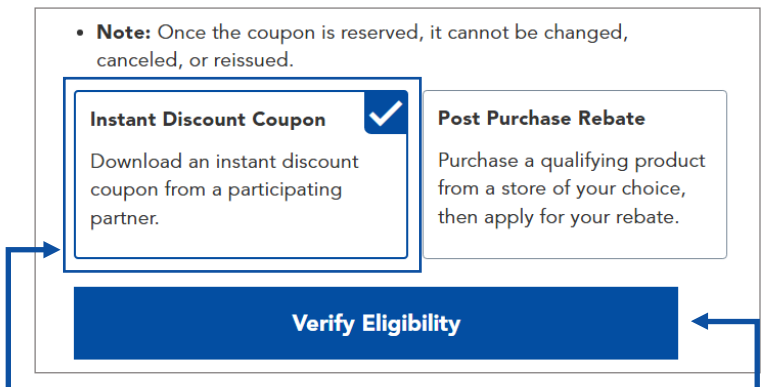 • Note: Once the coupon is reserved, it cannot be changed,
canceled, or reissued.
Instant Discount Coupon
Download an instant discount
coupon from a participating
partner.
Post Purchase Rebate
Purchase a qualifying product
from a store of your choice,
then apply for your rebate.
Verify Eligibility